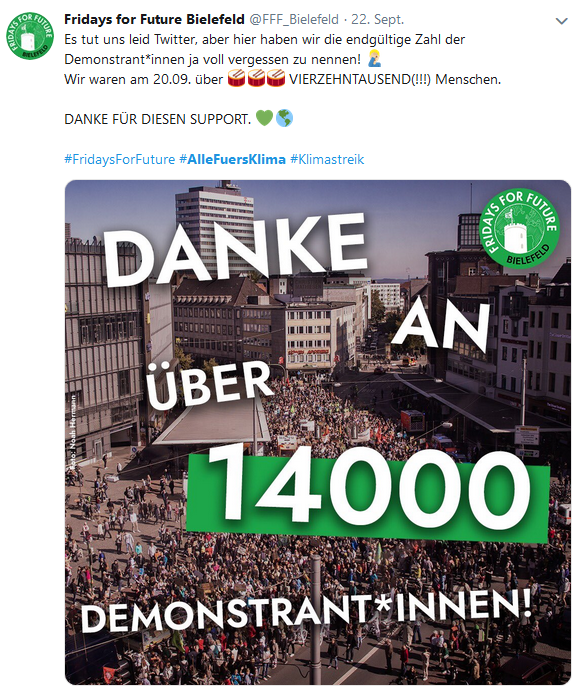 Fridays for Future Bielefeld @FFF_Bielefeld · 22. Sept.
Es tut uns leid Twitter, aber hier haben wir die endgültige Zahl der
Demonstrant*innen ja voll vergessen zu nennen! 🤦
Wir waren am 20.09. über 🥁🥁🥁 VIERZEHNTAUSEND(!!!) Menschen.
DANKE FÜR DIESEN SUPPORT. 💚🌎
#FridaysForFuture #AlleFuersKlima #Klimastreik
FRIDAYS FOR FUTURE
BIELEFELD
DANKE
AN
ÜBER
14000
DEMONSTRANT*INNEN!
Foto: Noah Hermann